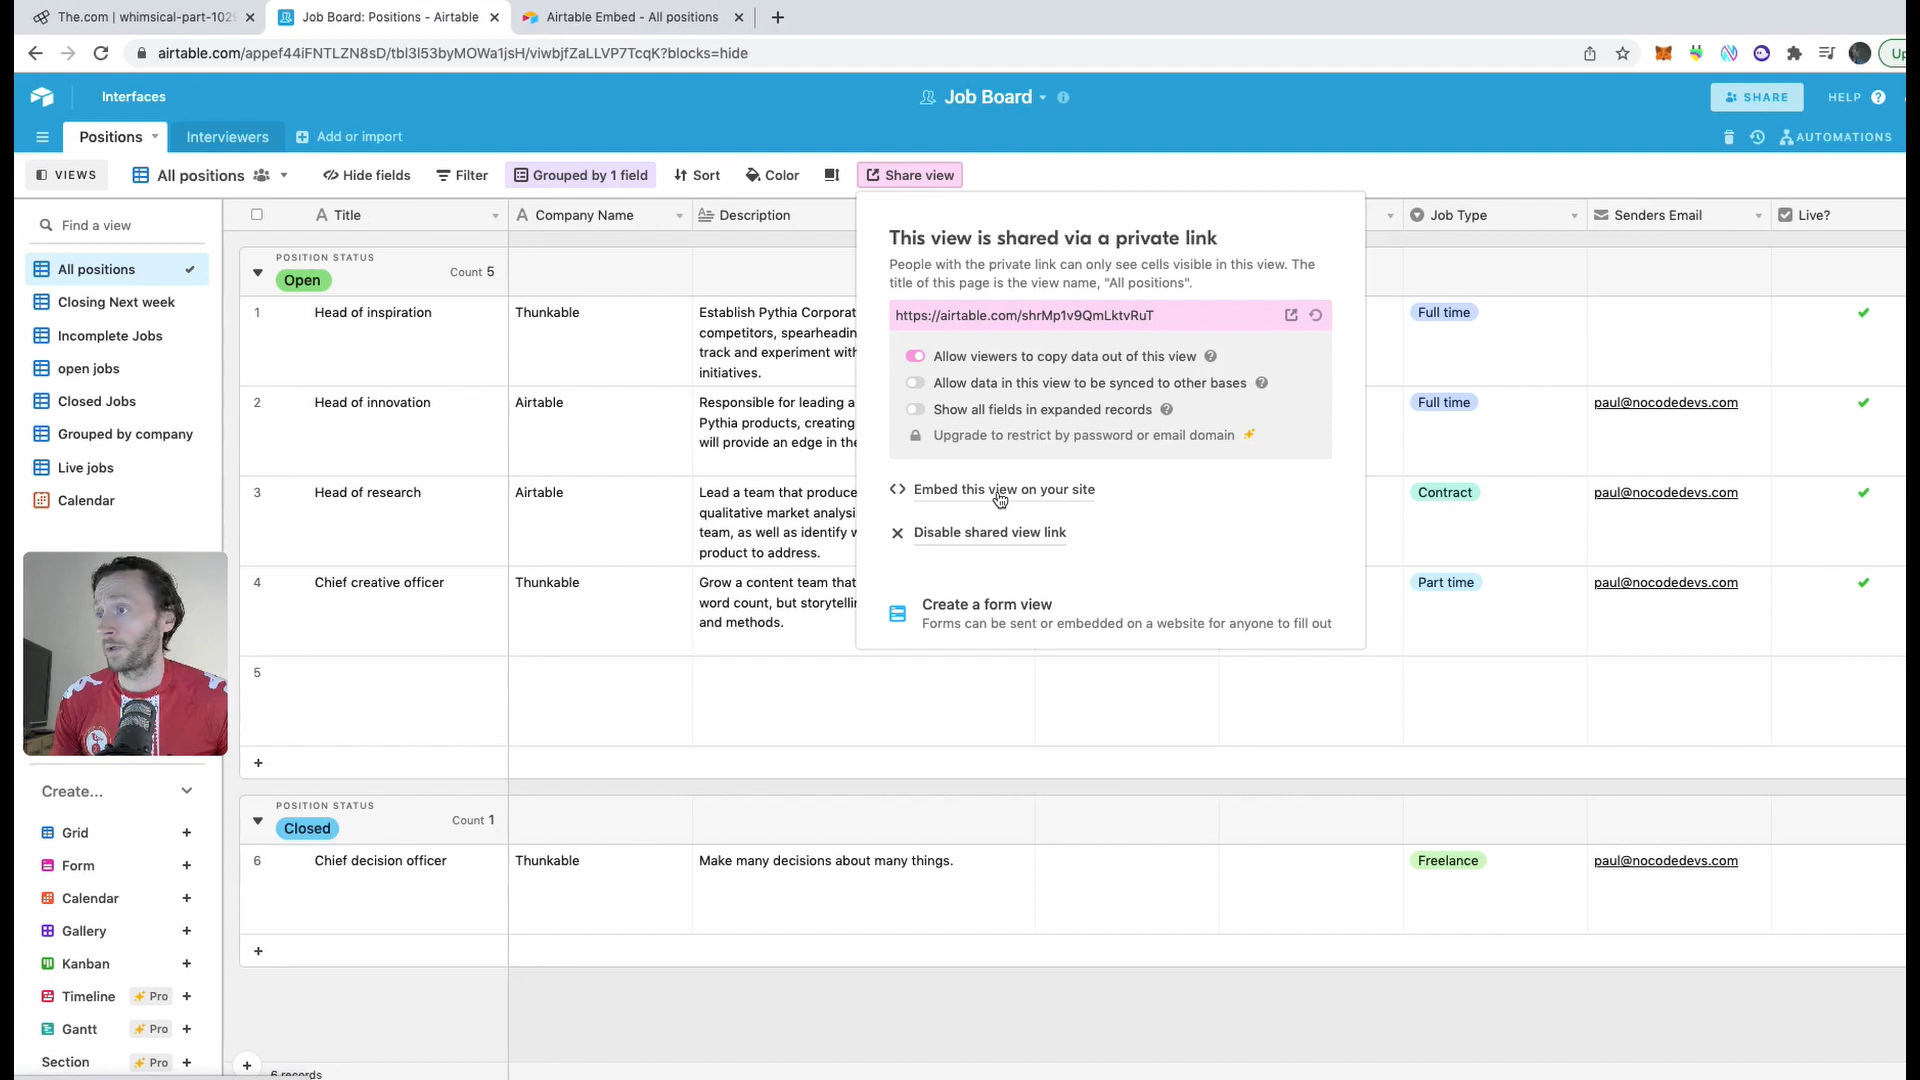 The.com | whimsical-part-102
Job Board: Positions - Airtable
Airtable Embed - All positions
airtable.com/appef44iFNTLZN8sD/tbl3l53byMOWa1jsH/viwbjfZaLLVP7TcqK?blocks=hide
Interfaces
Job Board
SHARE
HELP
Positions
Interviewers
Add or import
AUTOMATIONS
VIEWS
All positions
Hide fields
Filter
Grouped by 1 field
Sort
Color
Share view
Find a view
All positions
Closing Next week
Incomplete Jobs
open jobs
Closed Jobs
Grouped by company
Live jobs
Calendar
Create...
Grid
Form
Calendar
Gallery
Kanban
Timeline Pro
Gantt Pro
Section Pro
Title
Company Name
Description
Job Type
Senders Email
Live?
POSITION STATUS
Open
Count 5
1 Head of inspiration Thunkable
Establish Pythia Corporat
competitors, spearheadin
track and experiment with
initiatives.
Full time
2 Head of innovation Airtable
Responsible for leading a
Pythia products, creating
will provide an edge in the
Full time
paul@nocodedevs.com
3 Head of research Airtable
Lead a team that produce
qualitative market analysi
team, as well as identify w
product to address.
Contract
paul@nocodedevs.com
4 Chief creative officer Thunkable
Grow a content team that
word count, but storytellin
and methods.
Part time
paul@nocodedevs.com
5
POSITION STATUS
Closed
Count 1
6 Chief decision officer Thunkable
Make many decisions about many things.
Freelance
paul@nocodedevs.com
6 records
This view is shared via a private link
People with the private link can only see cells visible in this view. The
title of this page is the view name, "All positions".
https://airtable.com/shrMp1v9QmLktvRuT
Allow viewers to copy data out of this view
Allow data in this view to be synced to other bases
Show all fields in expanded records
Upgrade to restrict by password or email domain
Embed this view on your site
Disable shared view link
Create a form view
Forms can be sent or embedded on a website for anyone to fill out